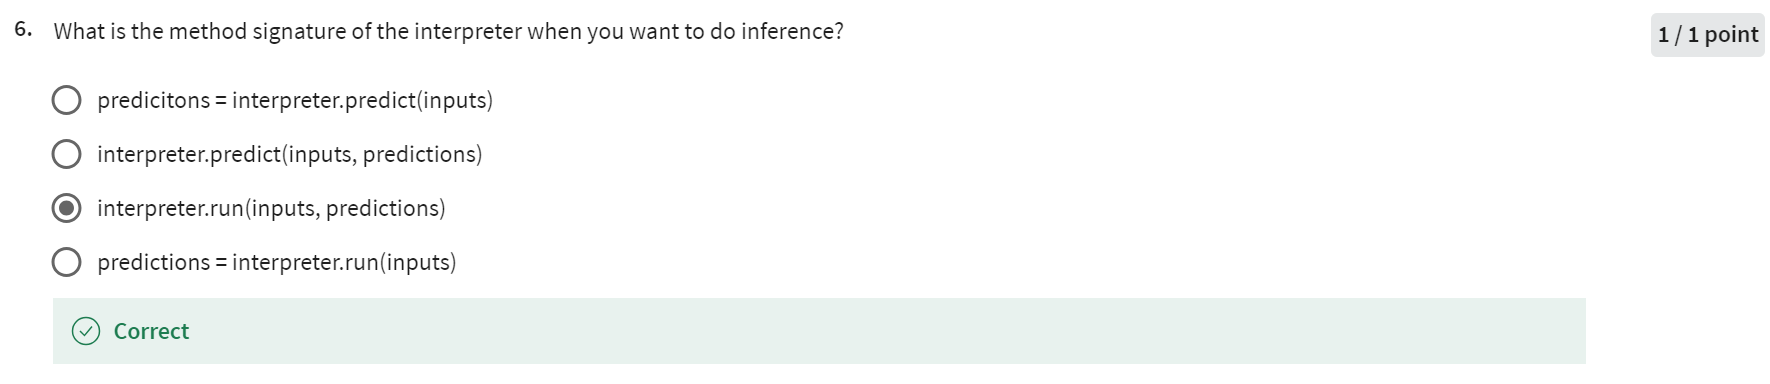 6. What is the method signature of the interpreter when you want to do inference?
1 / 1 point
predicitons = interpreter.predict(inputs)
interpreter.predict(inputs, predictions)
interpreter.run(inputs, predictions)
predictions = interpreter.run(inputs)
Correct